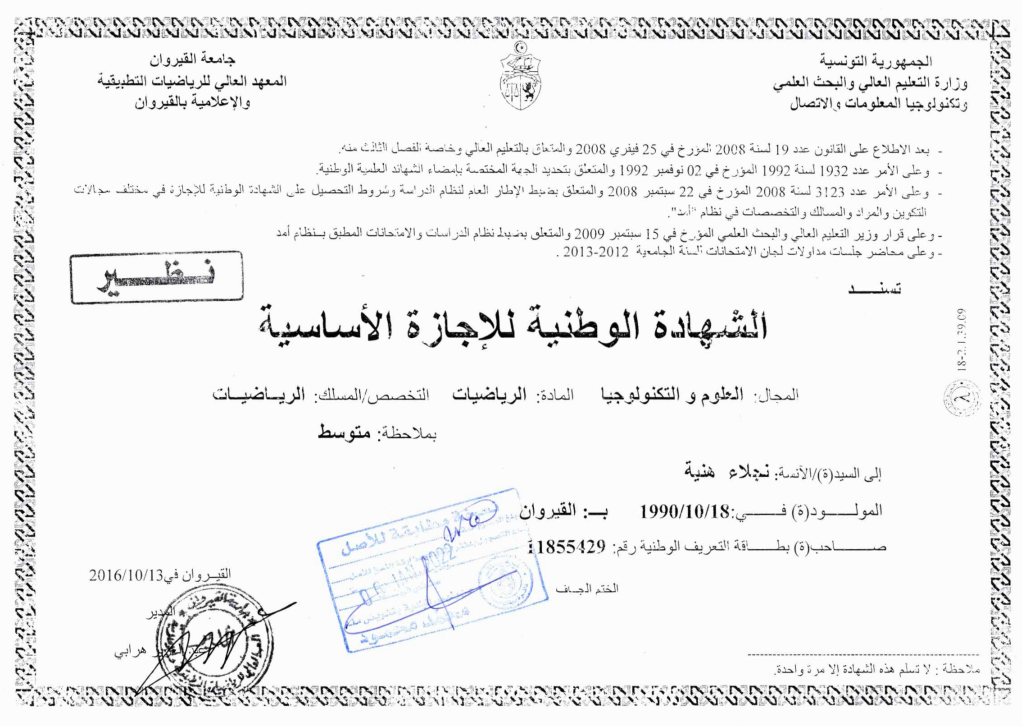 الجمهورية التونسية
وزارة التعليم العالي والبحث العلمي
وتكنولوجيا المعلومات والاتصال
جامعة القيروان
المعهد العالي للرياضيات التطبيقية
والإعلامية بالقيروان
- بعد الاطلاع على القانون عدد 19 لسنة 2008 المؤرخ في 25 فيفري 2008 والمتعلق بالتعليم العالي وخاصة الفصل الثالث منه.
- وعلى الأمر عدد 1932 لسنة 1992 المؤرخ في 02 نوفمبر 1992 والمتعلق بتحديد الجهة المختصة بإمضاء الشهائد العلمية الوطنية.
- وعلى الأمر عدد 3123 لسنة 2008 المؤرخ في 22 سبتمبر 2008 والمتعلق بضبط الإطار العام لنظام الدراسة وشروط التحصيل على الشهادة الوطنية للإجازة في مختلف مجالات
التكوين والمواد والمسالك والتخصصات في نظام "أمد".
- وعلى قرار وزير التعليم العالي والبحث العلمي المؤرخ في 15 سبتمبر 2009 والمتعلق بضبط نظام الدراسات والامتحانات المطبق بنظام أمد
- وعلى محاضر جلسات مداولات لجان الامتحانات للسنة الجامعية 2012-2013 .
نظير
تسند
الشهادة الوطنية للإجازة الأساسية
18-2.1.39.09
المجال: العلوم و التكنولوجيا المادة: الرياضيات التخصص/المسلك: الرياضيات
بملاحظة: متوسط
إلى السيد(ة)/الآنسة: نجلاء هنية
المولود(ة) في: 1990/10/18 بـ: القيروان
صاحب(ة) بطاقة التعريف الوطنية رقم: 11855429
الختم الجاف
نسخة مطابقة للأصل
القيروان في 2016/10/13
المدير
هرابي
ملاحظة : لا تسلم هذه الشهادة إلا مرة واحدة.